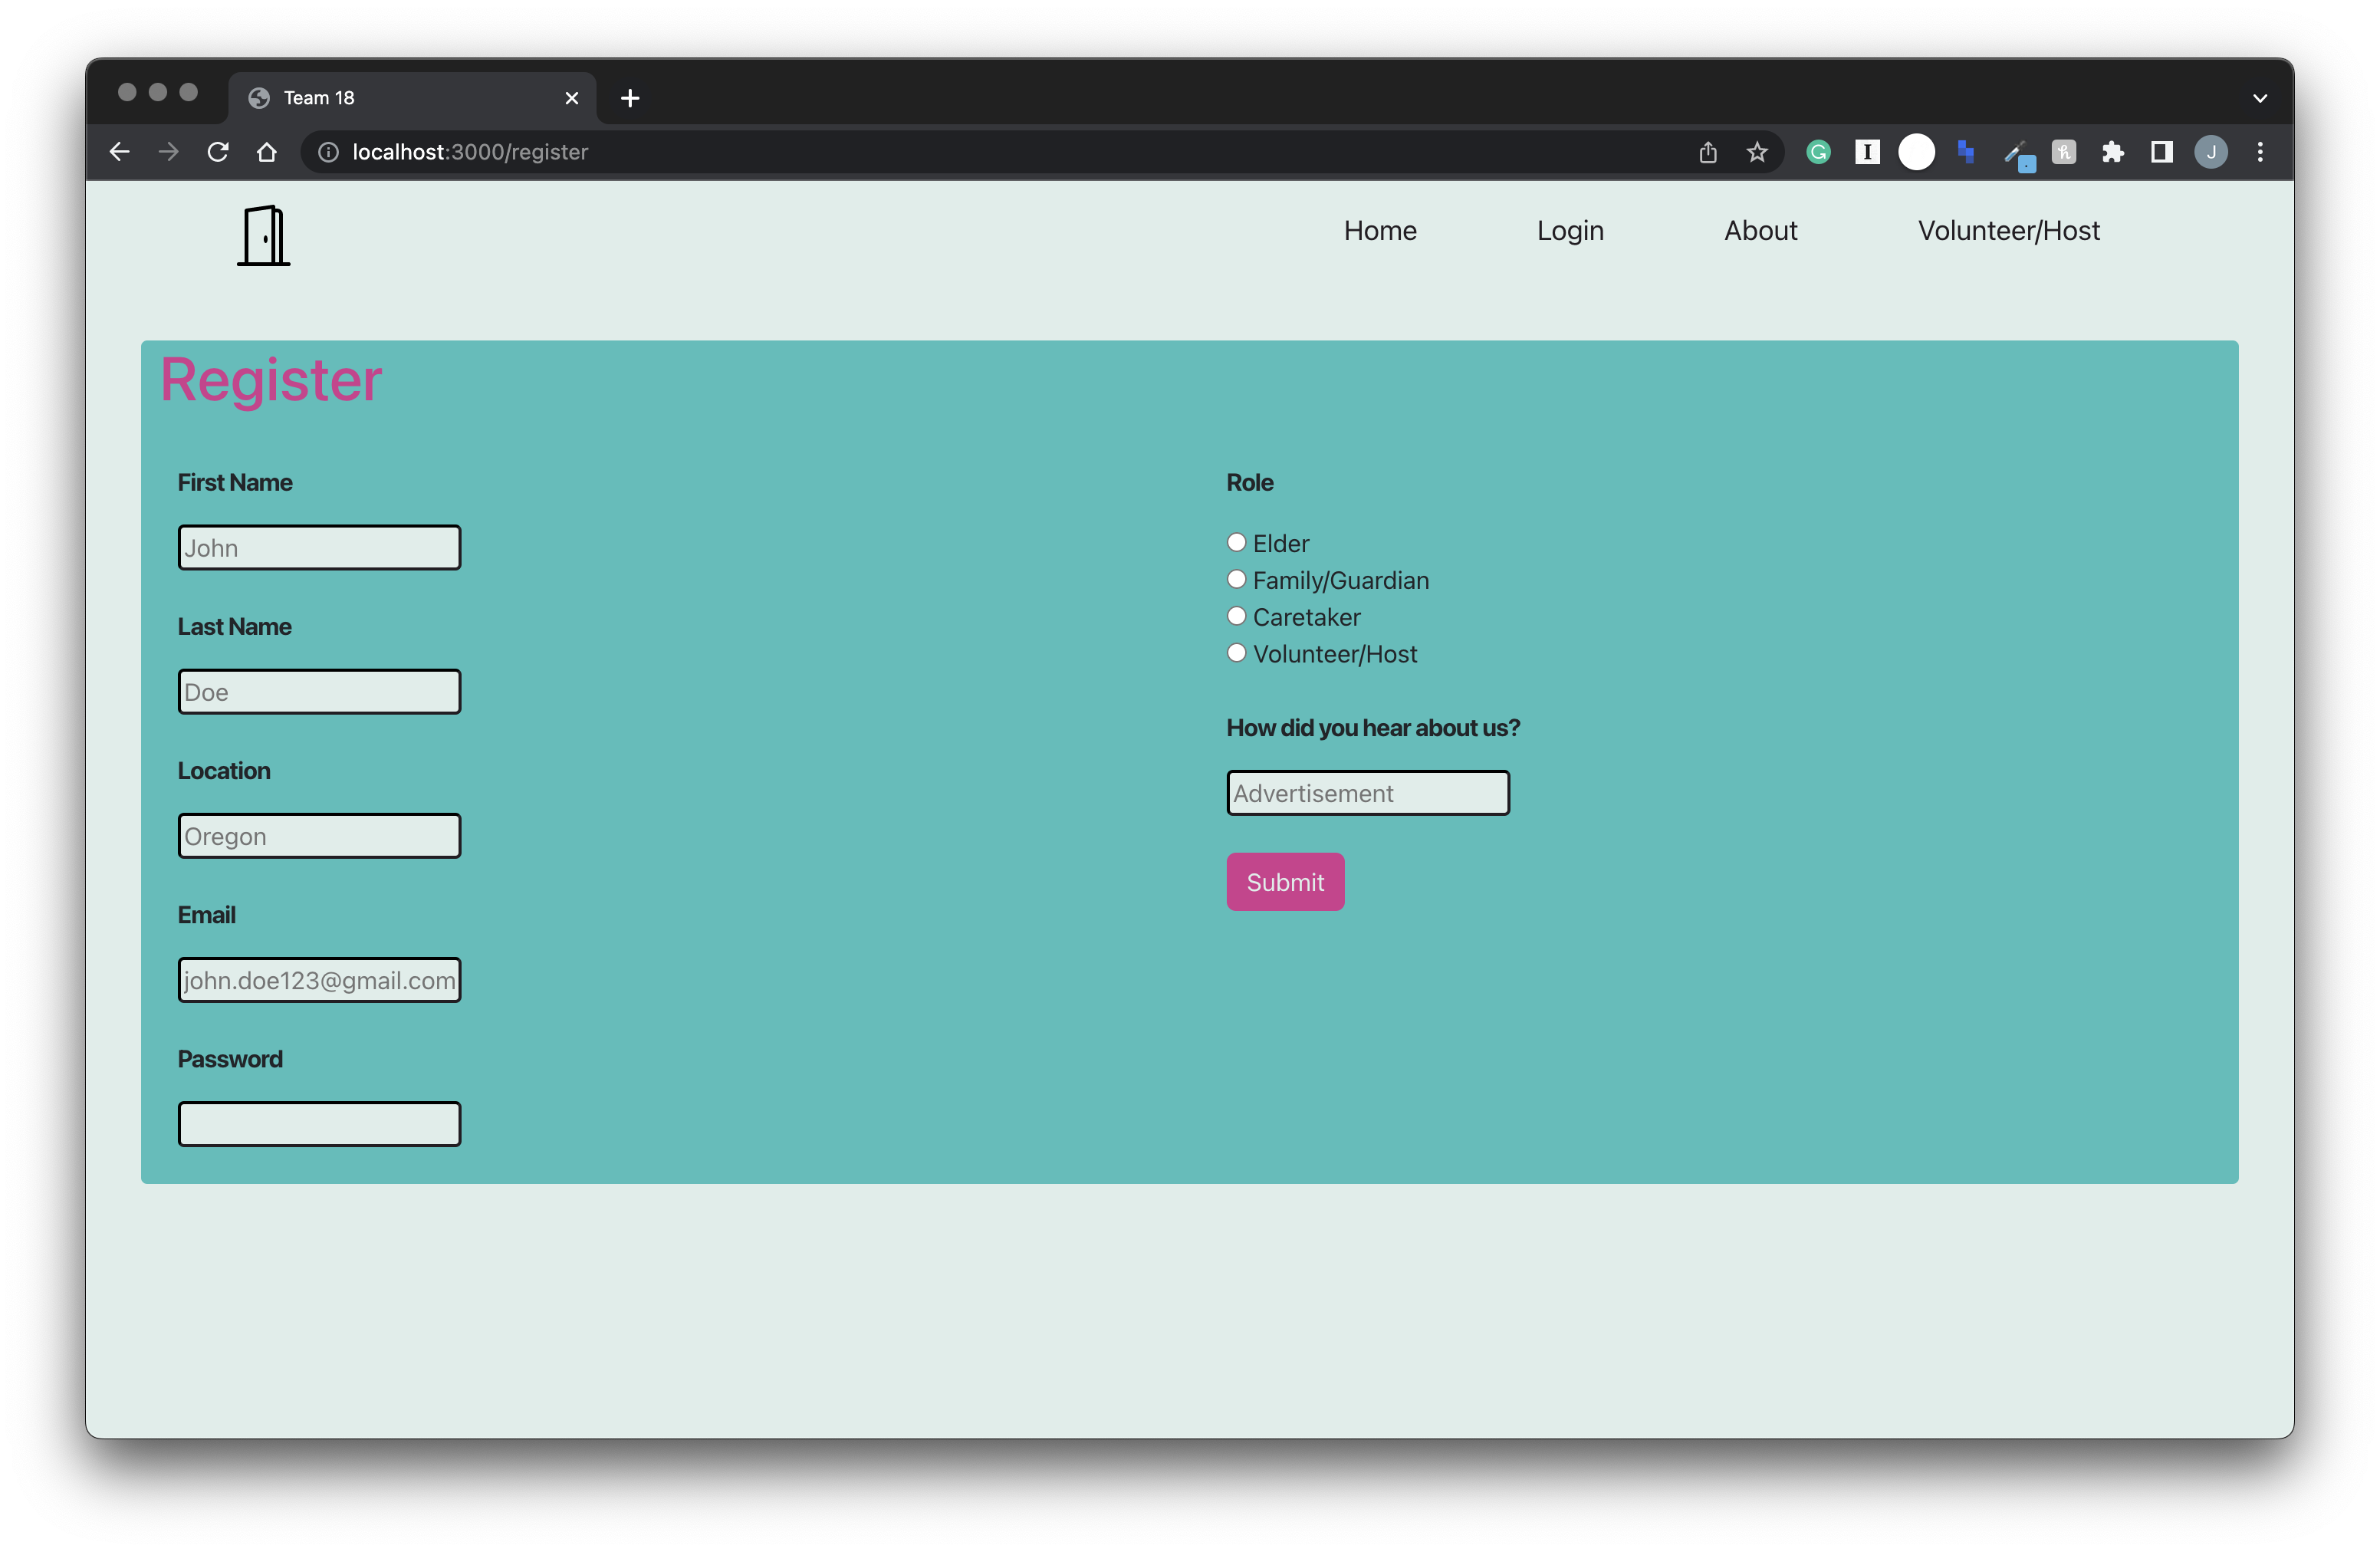 Team 18
localhost:3000/register
J
Home Login About Volunteer/Host
Register
First Name
John
Last Name
Doe
Location
Oregon
Email
john.doe123@gmail.com
Password
Role
Elder
Family/Guardian
Caretaker
Volunteer/Host
How did you hear about us?
Advertisement
Submit